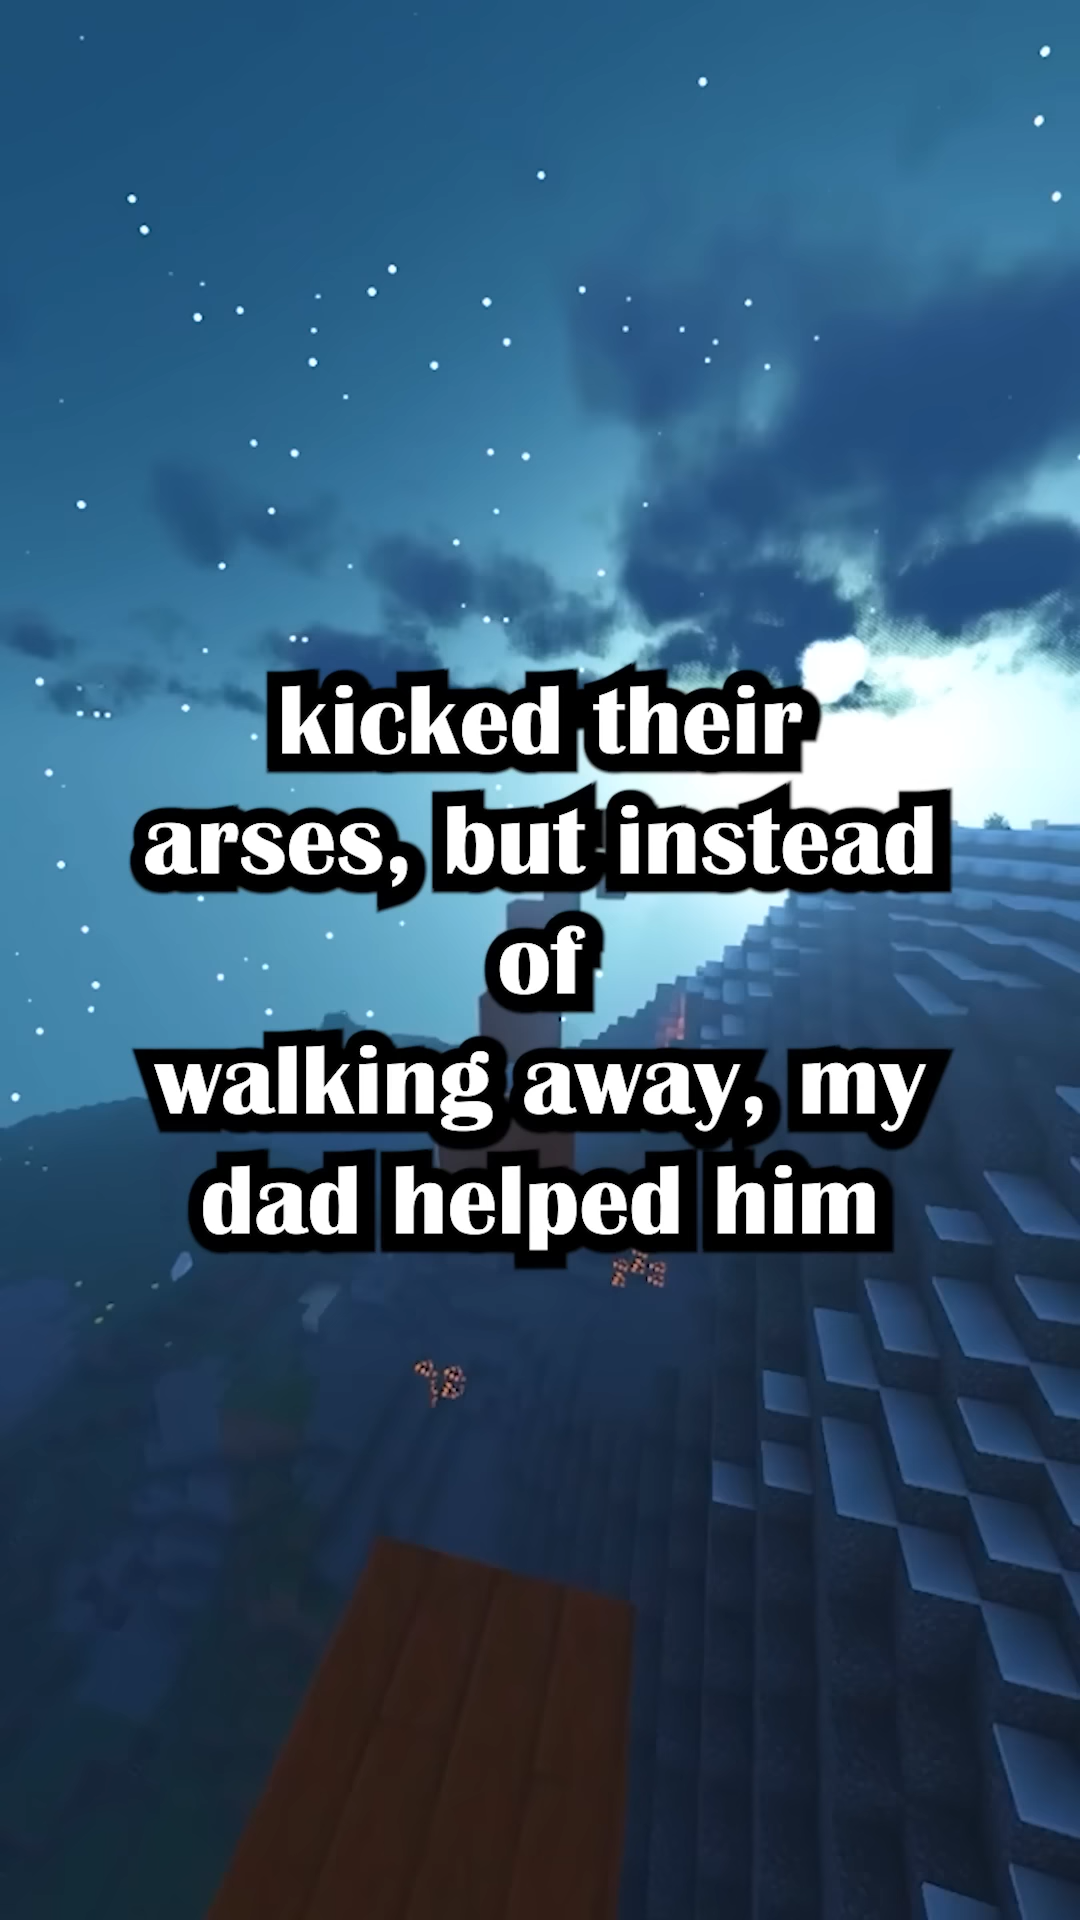 kicked their
arses, but instead
of
walking away, my
dad helped him